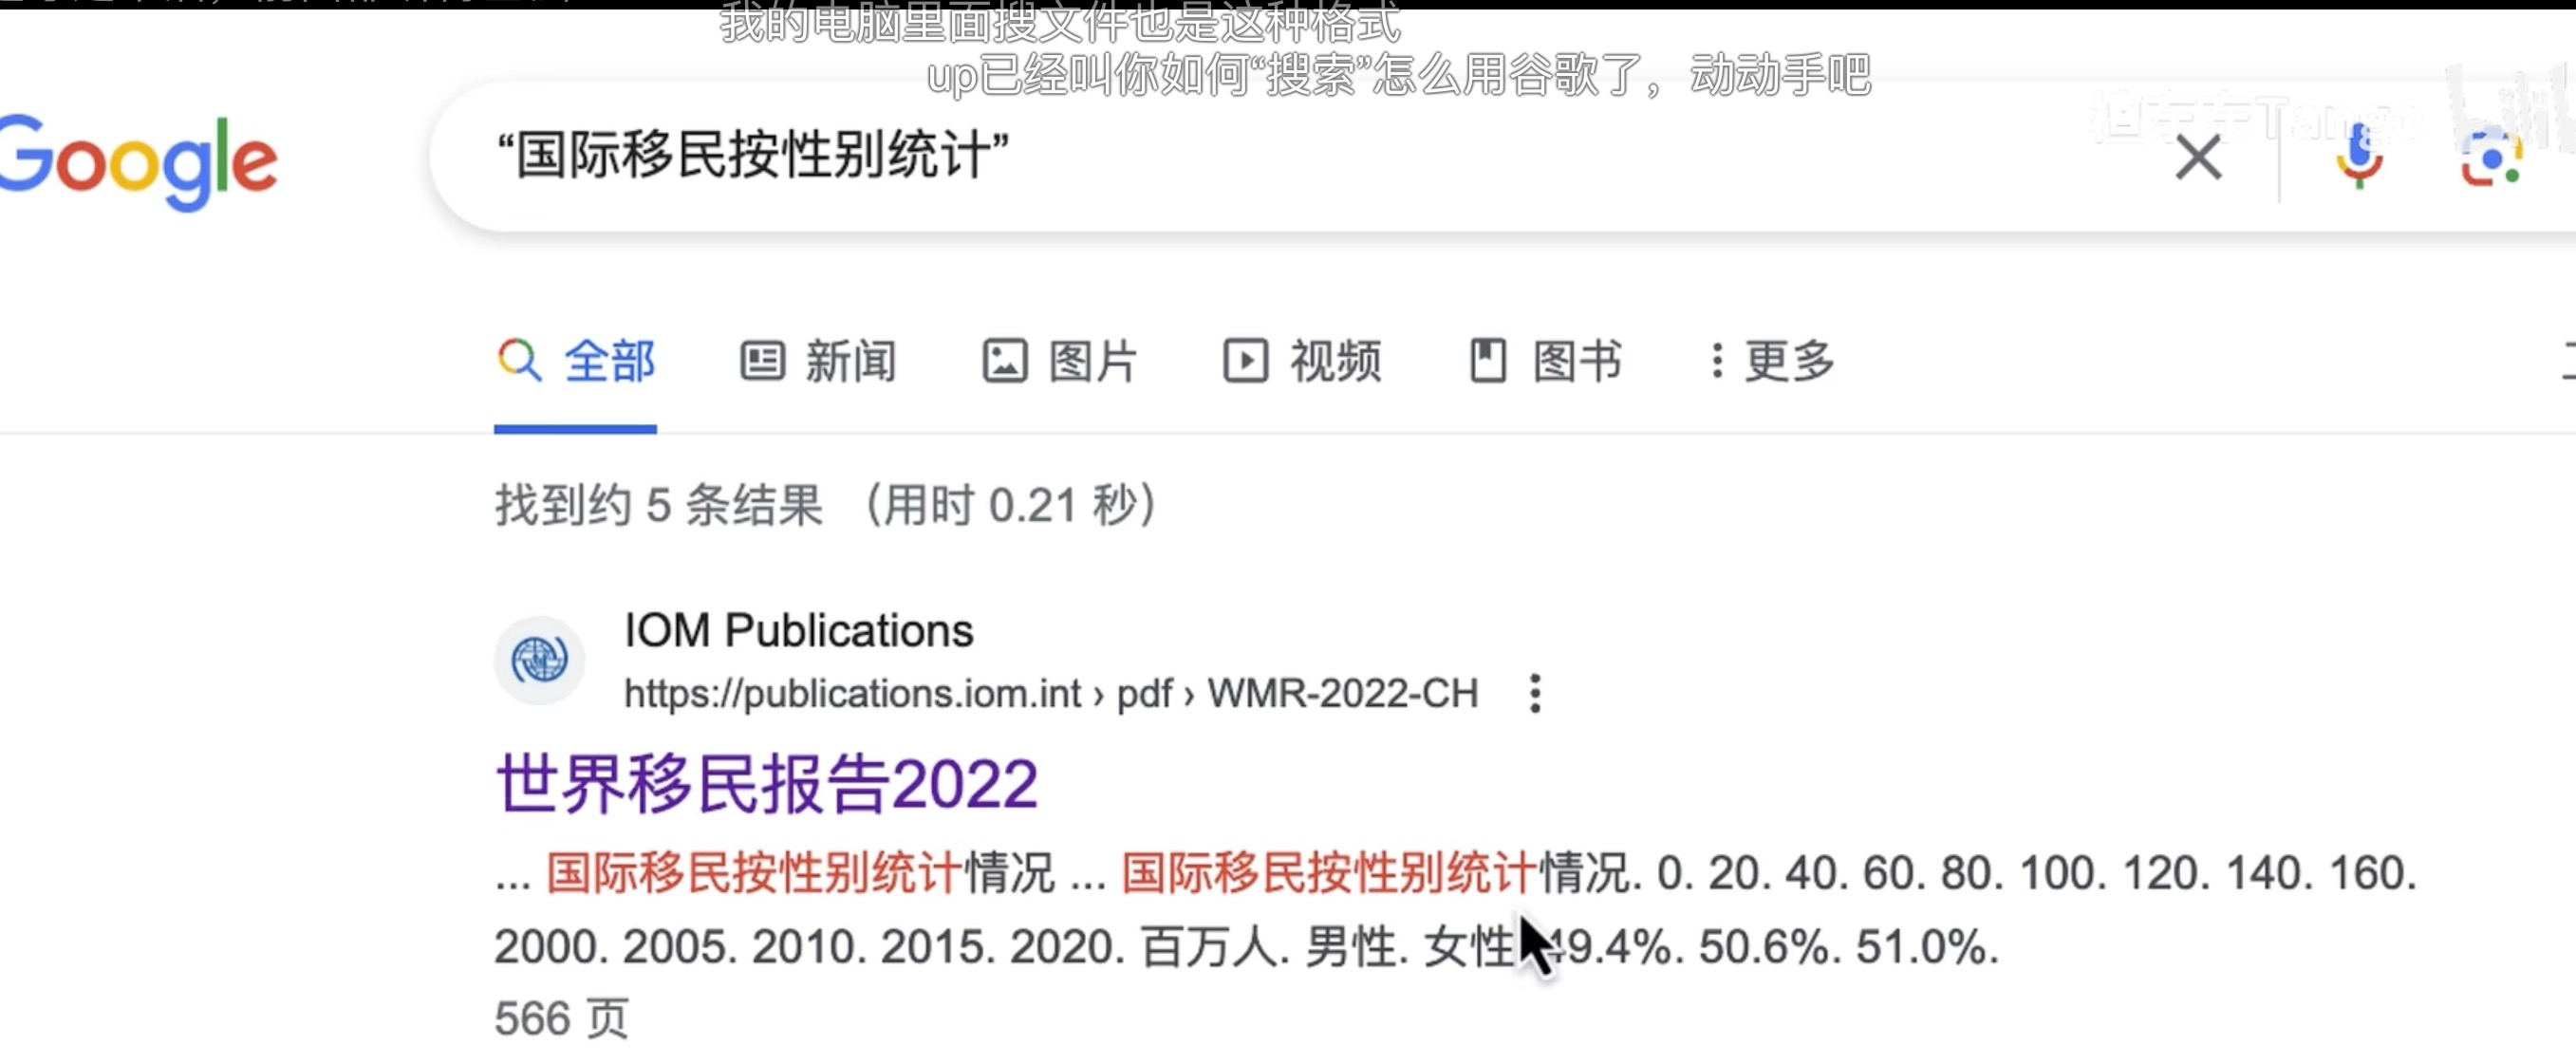 我的电脑里面搜文件也是这种格式
up已经叫你如何“搜索”怎么用谷歌了，动动手吧
Google
“国际移民按性别统计”
全部 新闻 图片 视频 图书 更多
找到约 5 条结果 （用时 0.21 秒）
IOM Publications
https://publications.iom.int › pdf › WMR-2022-CH
世界移民报告2022
... 国际移民按性别统计情况 ... 国际移民按性别统计情况. 0. 20. 40. 60. 80. 100. 120. 140. 160.
2000. 2005. 2010. 2015. 2020. 百万人. 男性. 女性 49.4%. 50.6%. 51.0%.
566 页